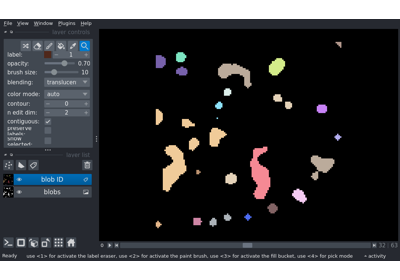 File View Window Plugins Help
layer controls
label: 1
opacity: 0.70
brush size: 10
blending: translucen
color mode: auto
contour: 0
n edit dim: 2
contiguous:
preserve labels:
show selected:
layer list
blob ID
blobs
32 63
Ready use <1> for activate the label eraser, use <2> for activate the paint brush, use <3> for activate the fill bucket, use <4> for pick mode activity